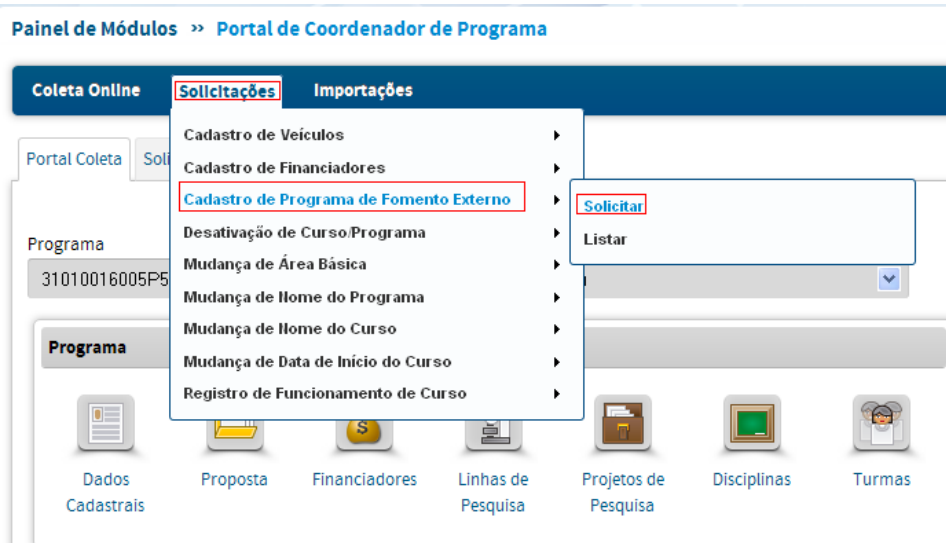 Painel de Módulos » Portal de Coordenador de Programa
Coleta Online Solicitações Importações
Portal Coleta Soli
Cadastro de Veículos
Cadastro de Financiadores
Cadastro de Programa de Fomento Externo
Solicitar
Desativação de Curso/Programa
Listar
Mudança de Área Básica
Mudança de Nome do Programa
Mudança de Nome do Curso
Mudança de Data de Início do Curso
Registro de Funcionamento de Curso
Programa
31010016005P5
Programa
Dados Cadastrais
Proposta
Financiadores
Linhas de Pesquisa
Projetos de Pesquisa
Disciplinas
Turmas